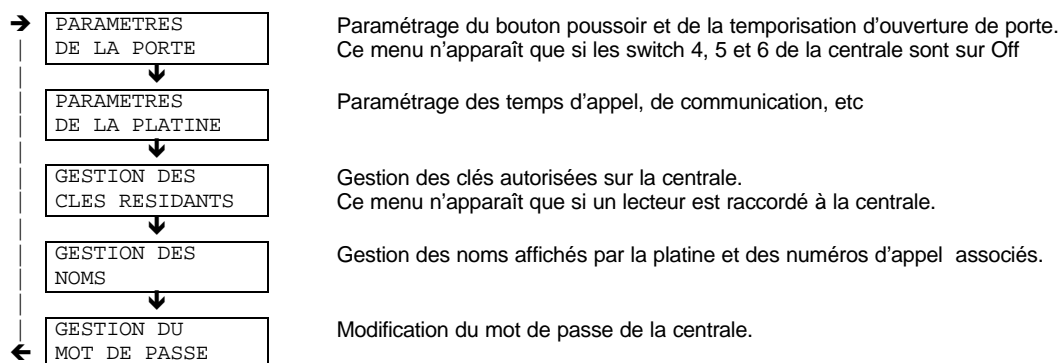 PARAMETRES
DE LA PORTE
Paramétrage du bouton poussoir et de la temporisation d'ouverture de porte.
Ce menu n'apparaît que si les switch 4, 5 et 6 de la centrale sont sur Off
PARAMETRES
DE LA PLATINE
Paramétrage des temps d'appel, de communication, etc
GESTION DES
CLES RESIDANTS
Gestion des clés autorisées sur la centrale.
Ce menu n'apparaît que si un lecteur est raccordé à la centrale.
GESTION DES
NOMS
Gestion des noms affichés par la platine et des numéros d'appel associés.
GESTION DU
MOT DE PASSE
Modification du mot de passe de la centrale.